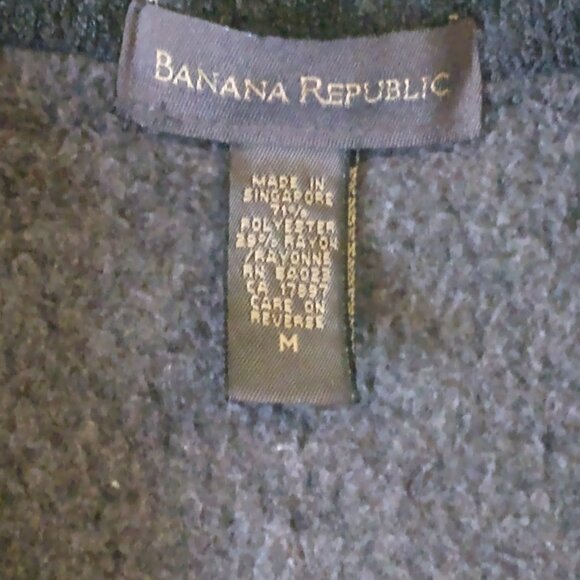 BANANA REPUBLIC
MADE IN
SINGAPORE
71%
POLYESTER
29% RAYON
/RAYONNE
RN 54023
CA 17897
CARE ON
REVERSE
M